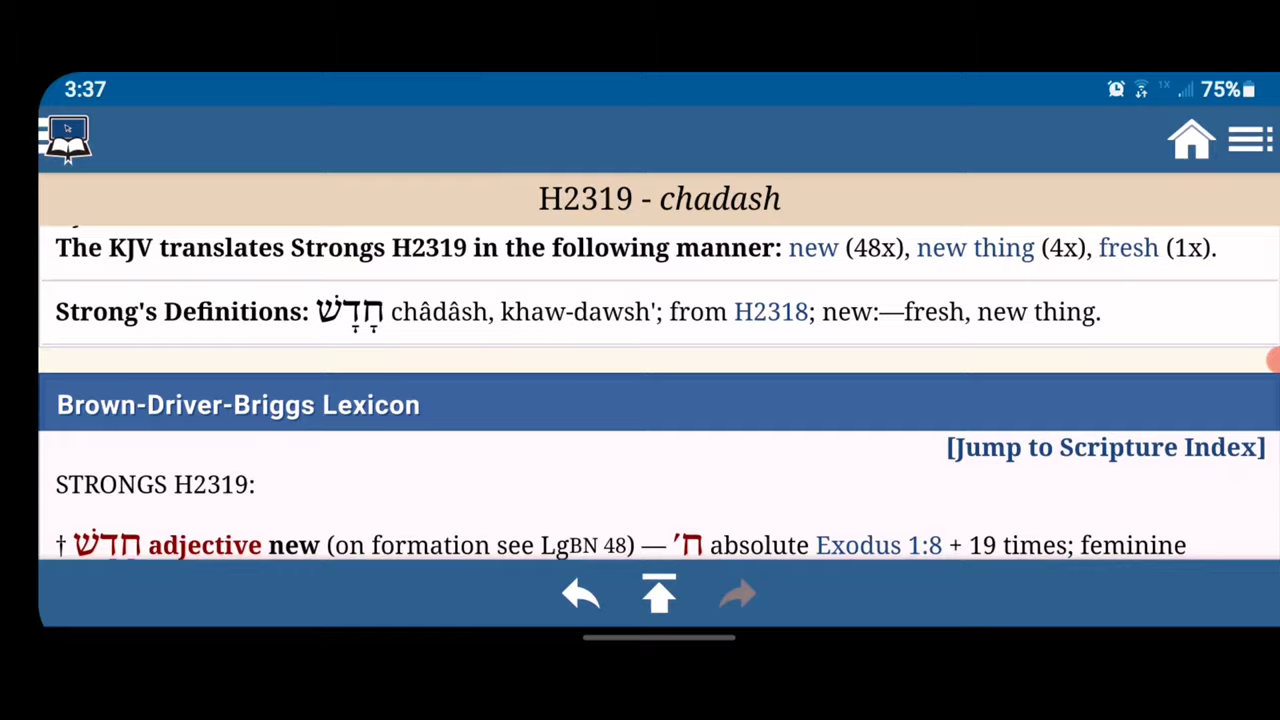 3:37
1X 75%
H2319 - chadash
The KJV translates Strongs H2319 in the following manner: new (48x), new thing (4x), fresh (1x).
Strong's Definitions: חָדָשׁ châdâsh, khaw-dawsh'; from H2318; new:—fresh, new thing.
Brown-Driver-Briggs Lexicon
[Jump to Scripture Index]
STRONGS H2319:
† חָדָשׁ adjective new (on formation see LgBN 48) — ח׳ absolute Exodus 1:8 + 19 times; feminine